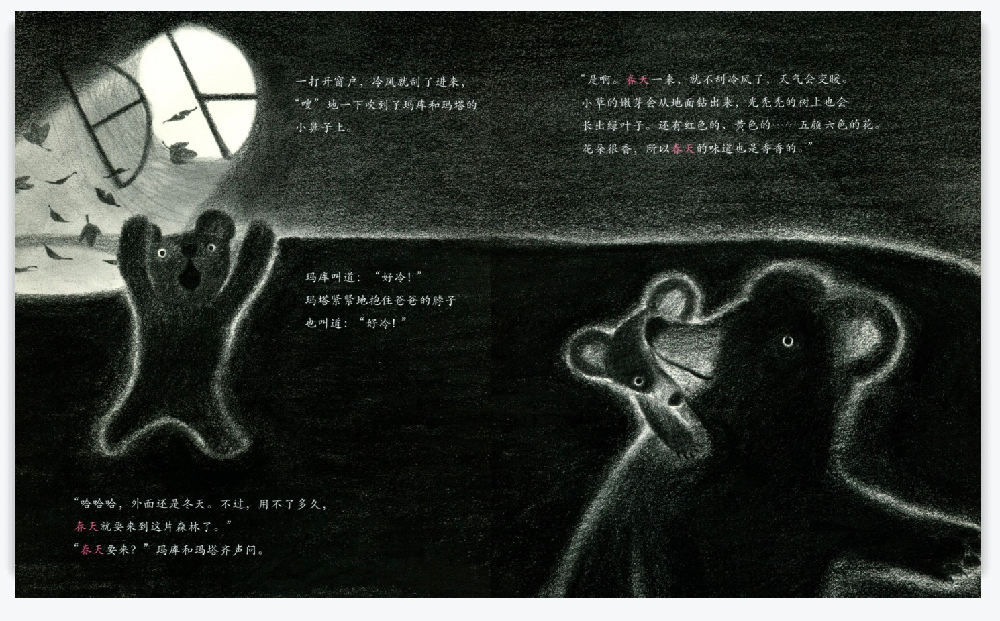 一打开窗户，冷风就刮了进来，
“嗖”地一下吹到了玛库和玛塔的
小鼻子上。
玛库叫道：“好冷！”
玛塔紧紧地抱住爸爸的脖子
也叫道：“好冷！”
“哈哈哈，外面还是冬天。不过，用不了多久，
春天就要来到这片森林了。”
“春天要来？”玛库和玛塔齐声问。
“是啊。春天一来，就不刮冷风了，天气会变暖。
小草的嫩芽会从地面钻出来，光秃秃的树上也会
长出绿叶子。还有红色的、黄色的……五颜六色的花。
花朵很香，所以春天的味道也是香香的。”